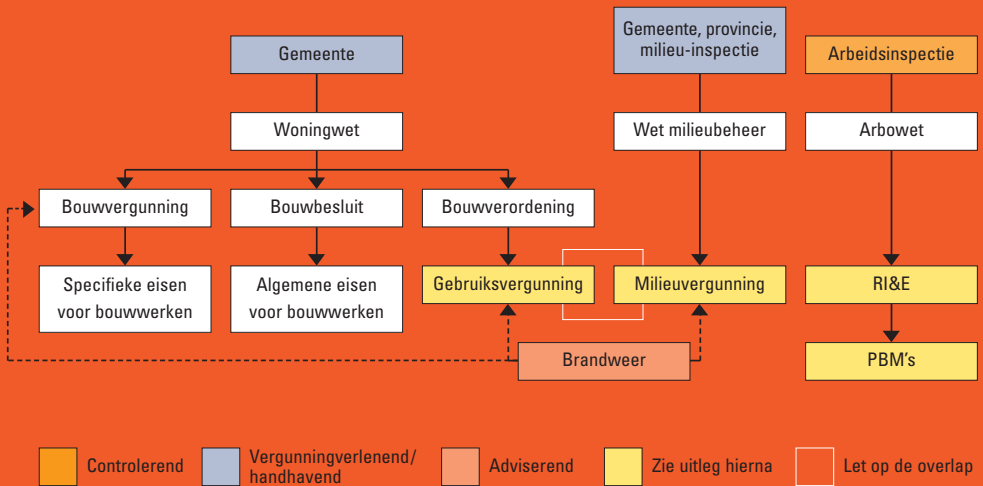 Gemeente
Gemeente, provincie,
milieu-inspectie
Arbeidsinspectie
Woningwet
Wet milieubeheer
Arbowet
Bouwvergunning
Bouwbesluit
Bouwverordening
Specifieke eisen
voor bouwwerken
Algemene eisen
voor bouwwerken
Gebruiksvergunning
Milieuvergunning
RI&E
Brandweer
PBM's
Controlerend
Vergunningverlenend/
handhavend
Adviserend
Zie uitleg hierna
Let op de overlap